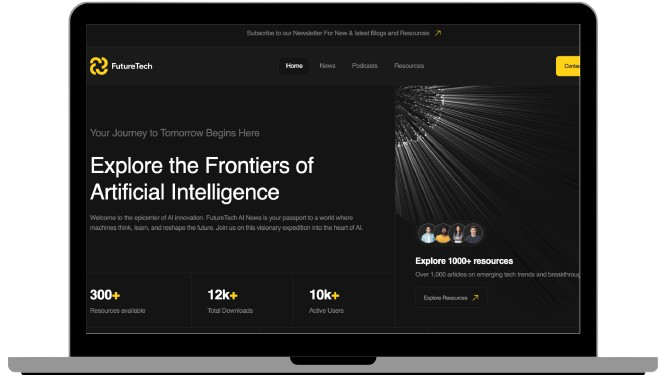 Subscribe to our Newsletter For New & latest Blogs and Resources
FutureTech
Home
News
Podcasts
Resources
Your Journey to Tomorrow Begins Here
Explore the Frontiers of
Artificial Intelligence
Welcome to the epicenter of AI innovation. FutureTech AI News is your passport to a world where
machines think, learn, and reshape the future. Join us on this visionary expedition into the heart of AI.
Explore 1000+ resources
Over 1,000 articles on emerging tech trends and breakthroug
Explore Resources
300+
Resources available
12k+
Total Downloads
10k+
Active Users